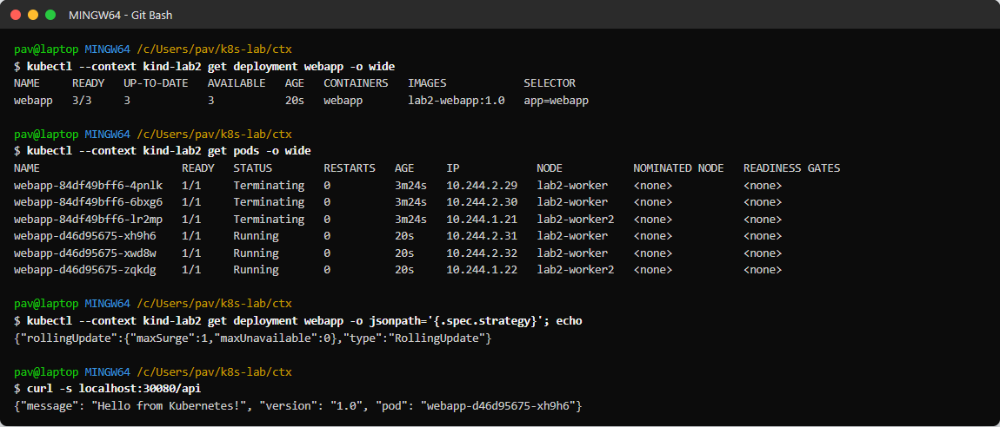 MINGW64 - Git Bash
pav@laptop MINGW64 /c/Users/pav/k8s-lab/ctx
$ kubectl --context kind-lab2 get deployment webapp -o wide
NAME     READY   UP-TO-DATE   AVAILABLE   AGE   CONTAINERS   IMAGES            SELECTOR
webapp   3/3     3            3           20s   webapp       lab2-webapp:1.0   app=webapp
pav@laptop MINGW64 /c/Users/pav/k8s-lab/ctx
$ kubectl --context kind-lab2 get pods -o wide
NAME                      READY   STATUS        RESTARTS   AGE     IP            NODE           NOMINATED NODE   READINESS GATES
webapp-84df49bff6-4pnlk   1/1     Terminating   0          3m24s   10.244.2.29   lab2-worker    <none>           <none>
webapp-84df49bff6-6bxg6   1/1     Terminating   0          3m24s   10.244.2.30   lab2-worker    <none>           <none>
webapp-84df49bff6-lr2mp   1/1     Terminating   0          3m24s   10.244.1.21   lab2-worker2   <none>           <none>
webapp-d46d95675-xh9h6    1/1     Running       0          20s     10.244.2.31   lab2-worker    <none>           <none>
webapp-d46d95675-xwd8w    1/1     Running       0          20s     10.244.2.32   lab2-worker    <none>           <none>
webapp-d46d95675-zqkdg    1/1     Running       0          20s     10.244.1.22   lab2-worker2   <none>           <none>
pav@laptop MINGW64 /c/Users/pav/k8s-lab/ctx
$ kubectl --context kind-lab2 get deployment webapp -o jsonpath='{.spec.strategy}'; echo
{"rollingUpdate":{"maxSurge":1,"maxUnavailable":0},"type":"RollingUpdate"}
pav@laptop MINGW64 /c/Users/pav/k8s-lab/ctx
$ curl -s localhost:30080/api
{"message": "Hello from Kubernetes!", "version": "1.0", "pod": "webapp-d46d95675-xh9h6"}